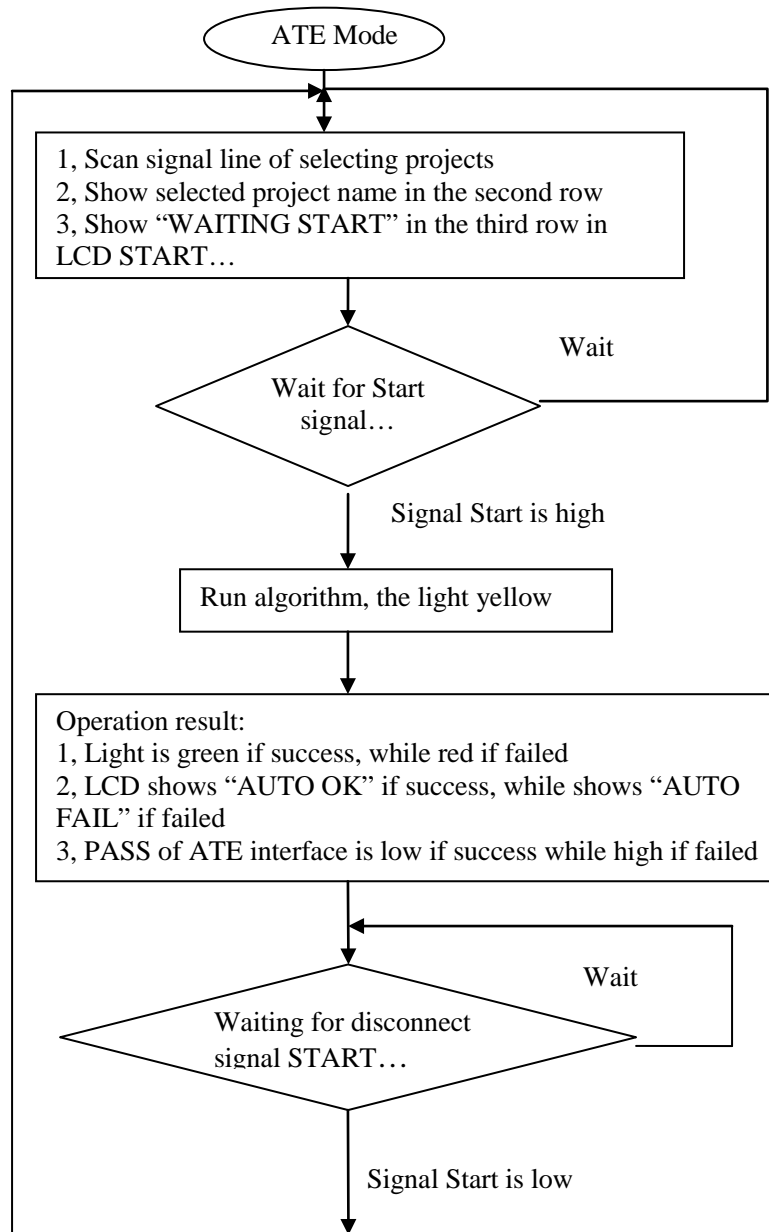 ATE Mode
1, Scan signal line of selecting projects
2, Show selected project name in the second row
3, Show “WAITING START” in the third row in
LCD START…
Wait
Wait for Start
signal…
Signal Start is high
Run algorithm, the light yellow
Operation result:
1, Light is green if success, while red if failed
2, LCD shows “AUTO OK” if success, while shows “AUTO
FAIL” if failed
3, PASS of ATE interface is low if success while high if failed
Wait
Waiting for disconnect
signal START…
Signal Start is low